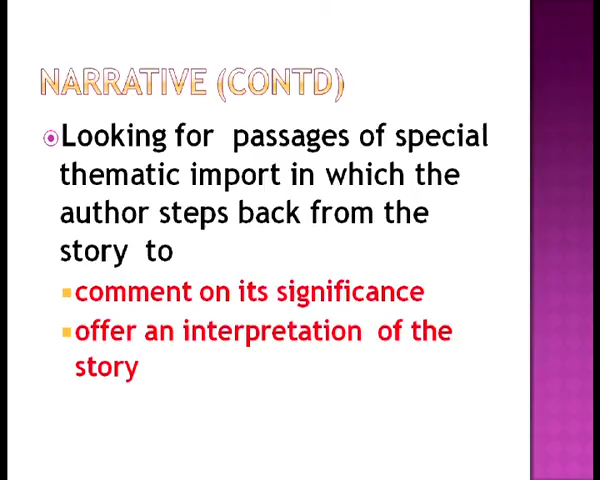 NARRATIVE (CONTD)
Looking for passages of special
thematic import in which the
author steps back from the
story to
comment on its significance
offer an interpretation of the
story